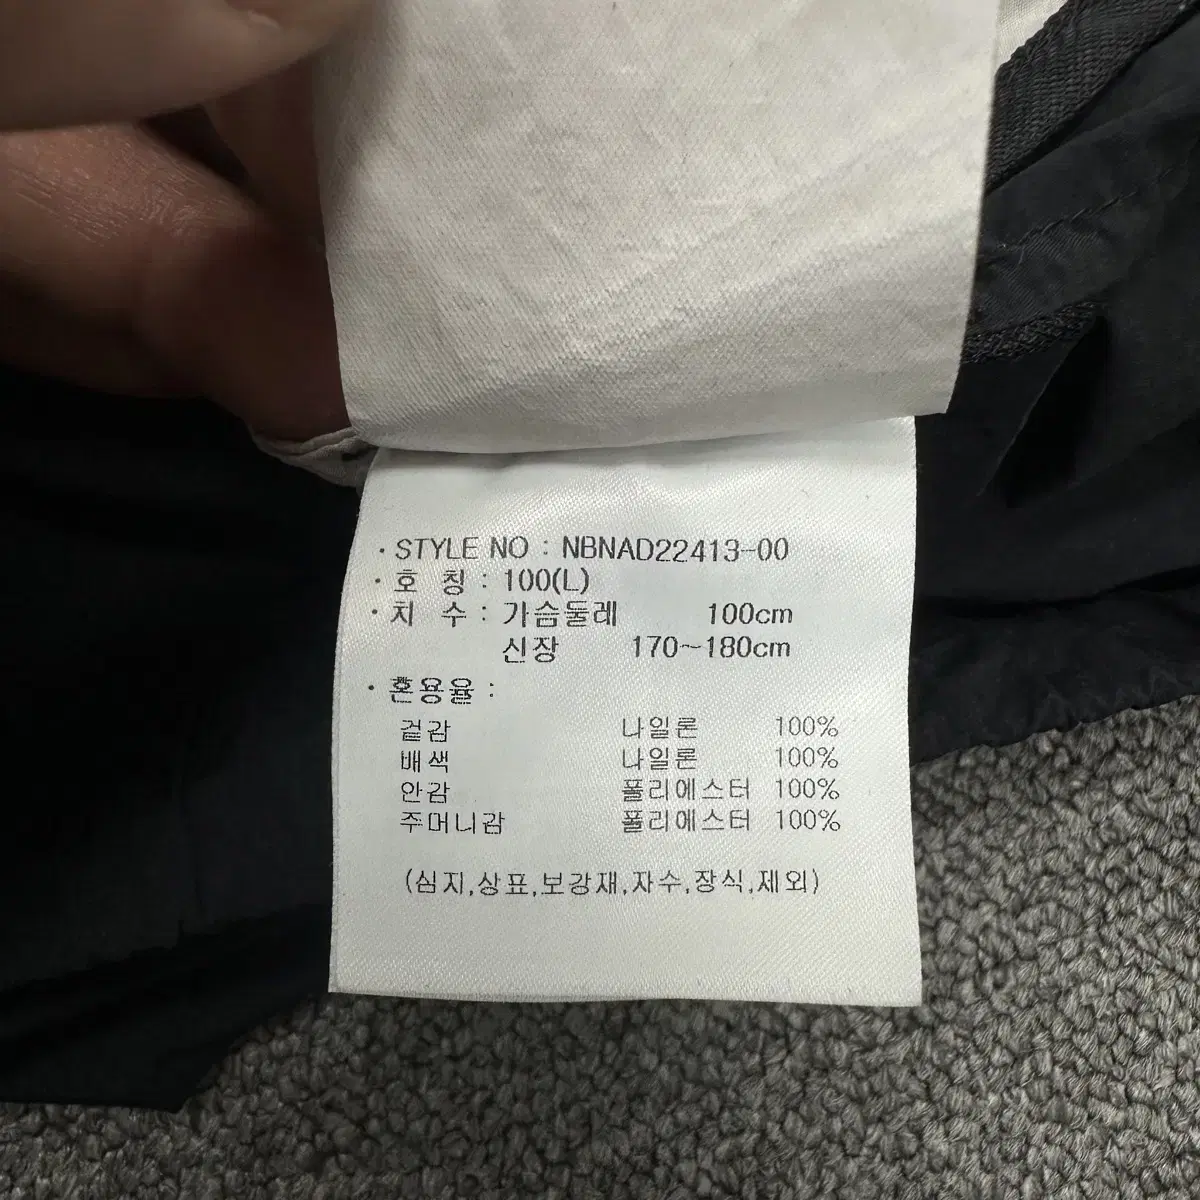 · STYLE NO : NBNAD22413-00
· 호 칭 : 100(L)
· 치 수 : 가슴둘레 100cm
신장 170~180cm
· 혼용율 :
겉감 나일론 100%
배색 나일론 100%
안감 폴리에스터 100%
주머니감 폴리에스터 100%
(심지,상표,보강재,자수,장식,제외)